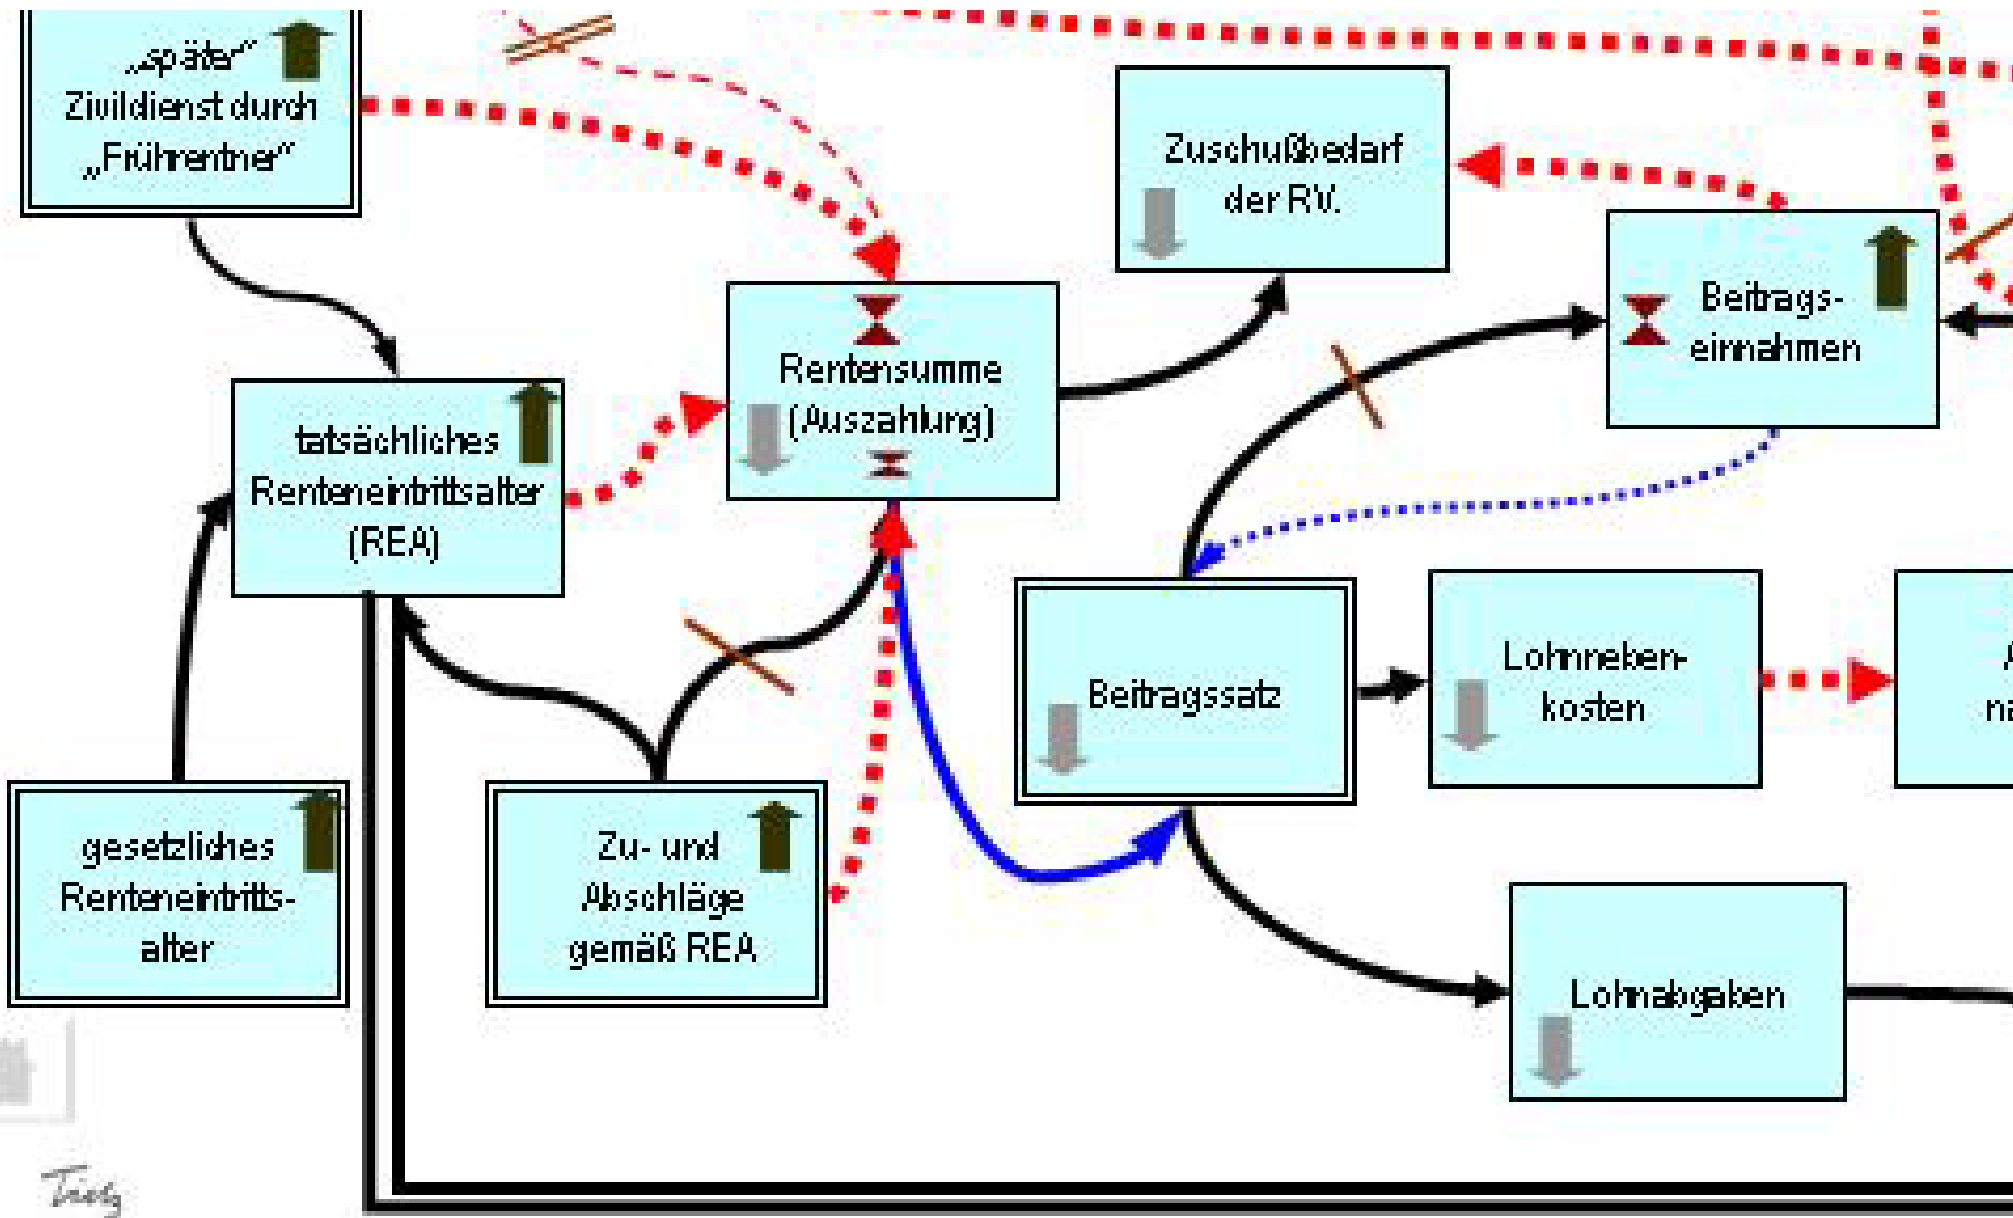 „später“
Zivildienst durch
„Frührentner“
Zuschußbedarf
der RV.
Beitrags-
einnahmen
Rentensumme
(Auszahlung)
tatsächliches
Renteneintrittsalter
(REA)
Beitragssatz
Lohnneben-
kosten
gesetzliches
Renteneintritts-
alter
Zu- und
Abschläge
gemäß REA
Lohnabgaben